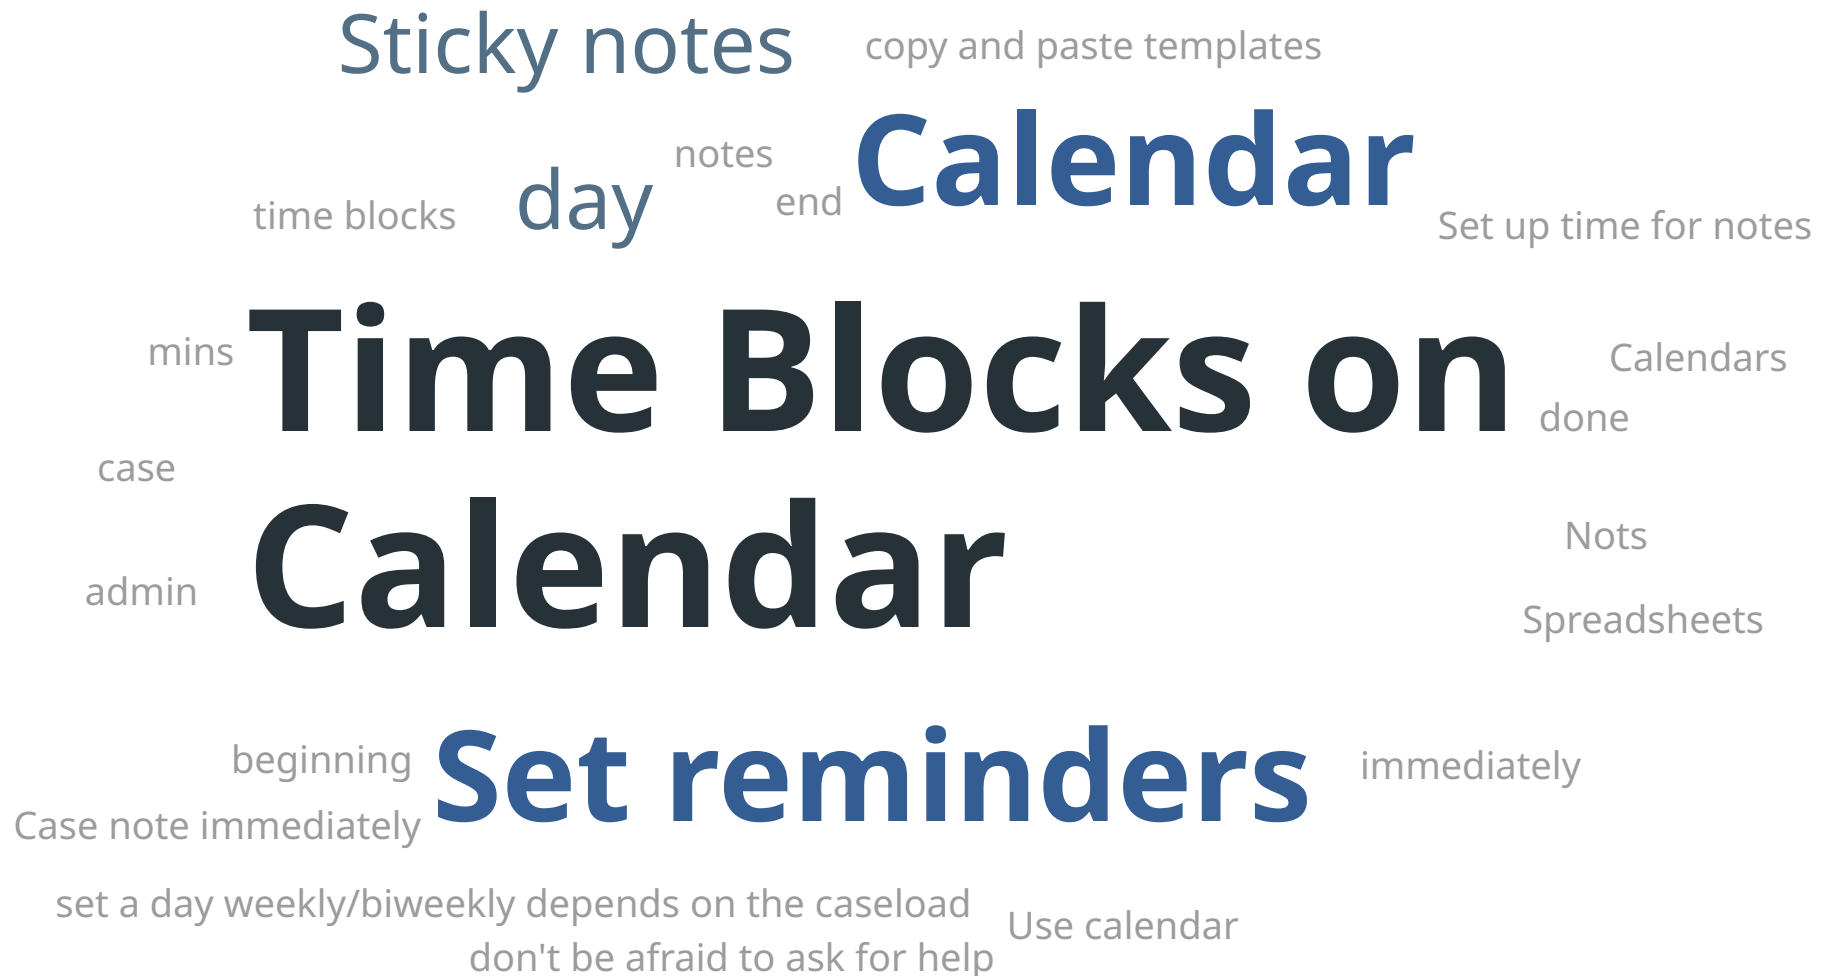 Sticky notes
copy and paste templates
Calendar
notes
day
end
time blocks
Set up time for notes
Time Blocks on
Calendar
mins
Calendars
done
case
Nots
admin
Spreadsheets
Set reminders
beginning
immediately
Case note immediately
set a day weekly/biweekly depends on the caseload
Use calendar
don't be afraid to ask for help